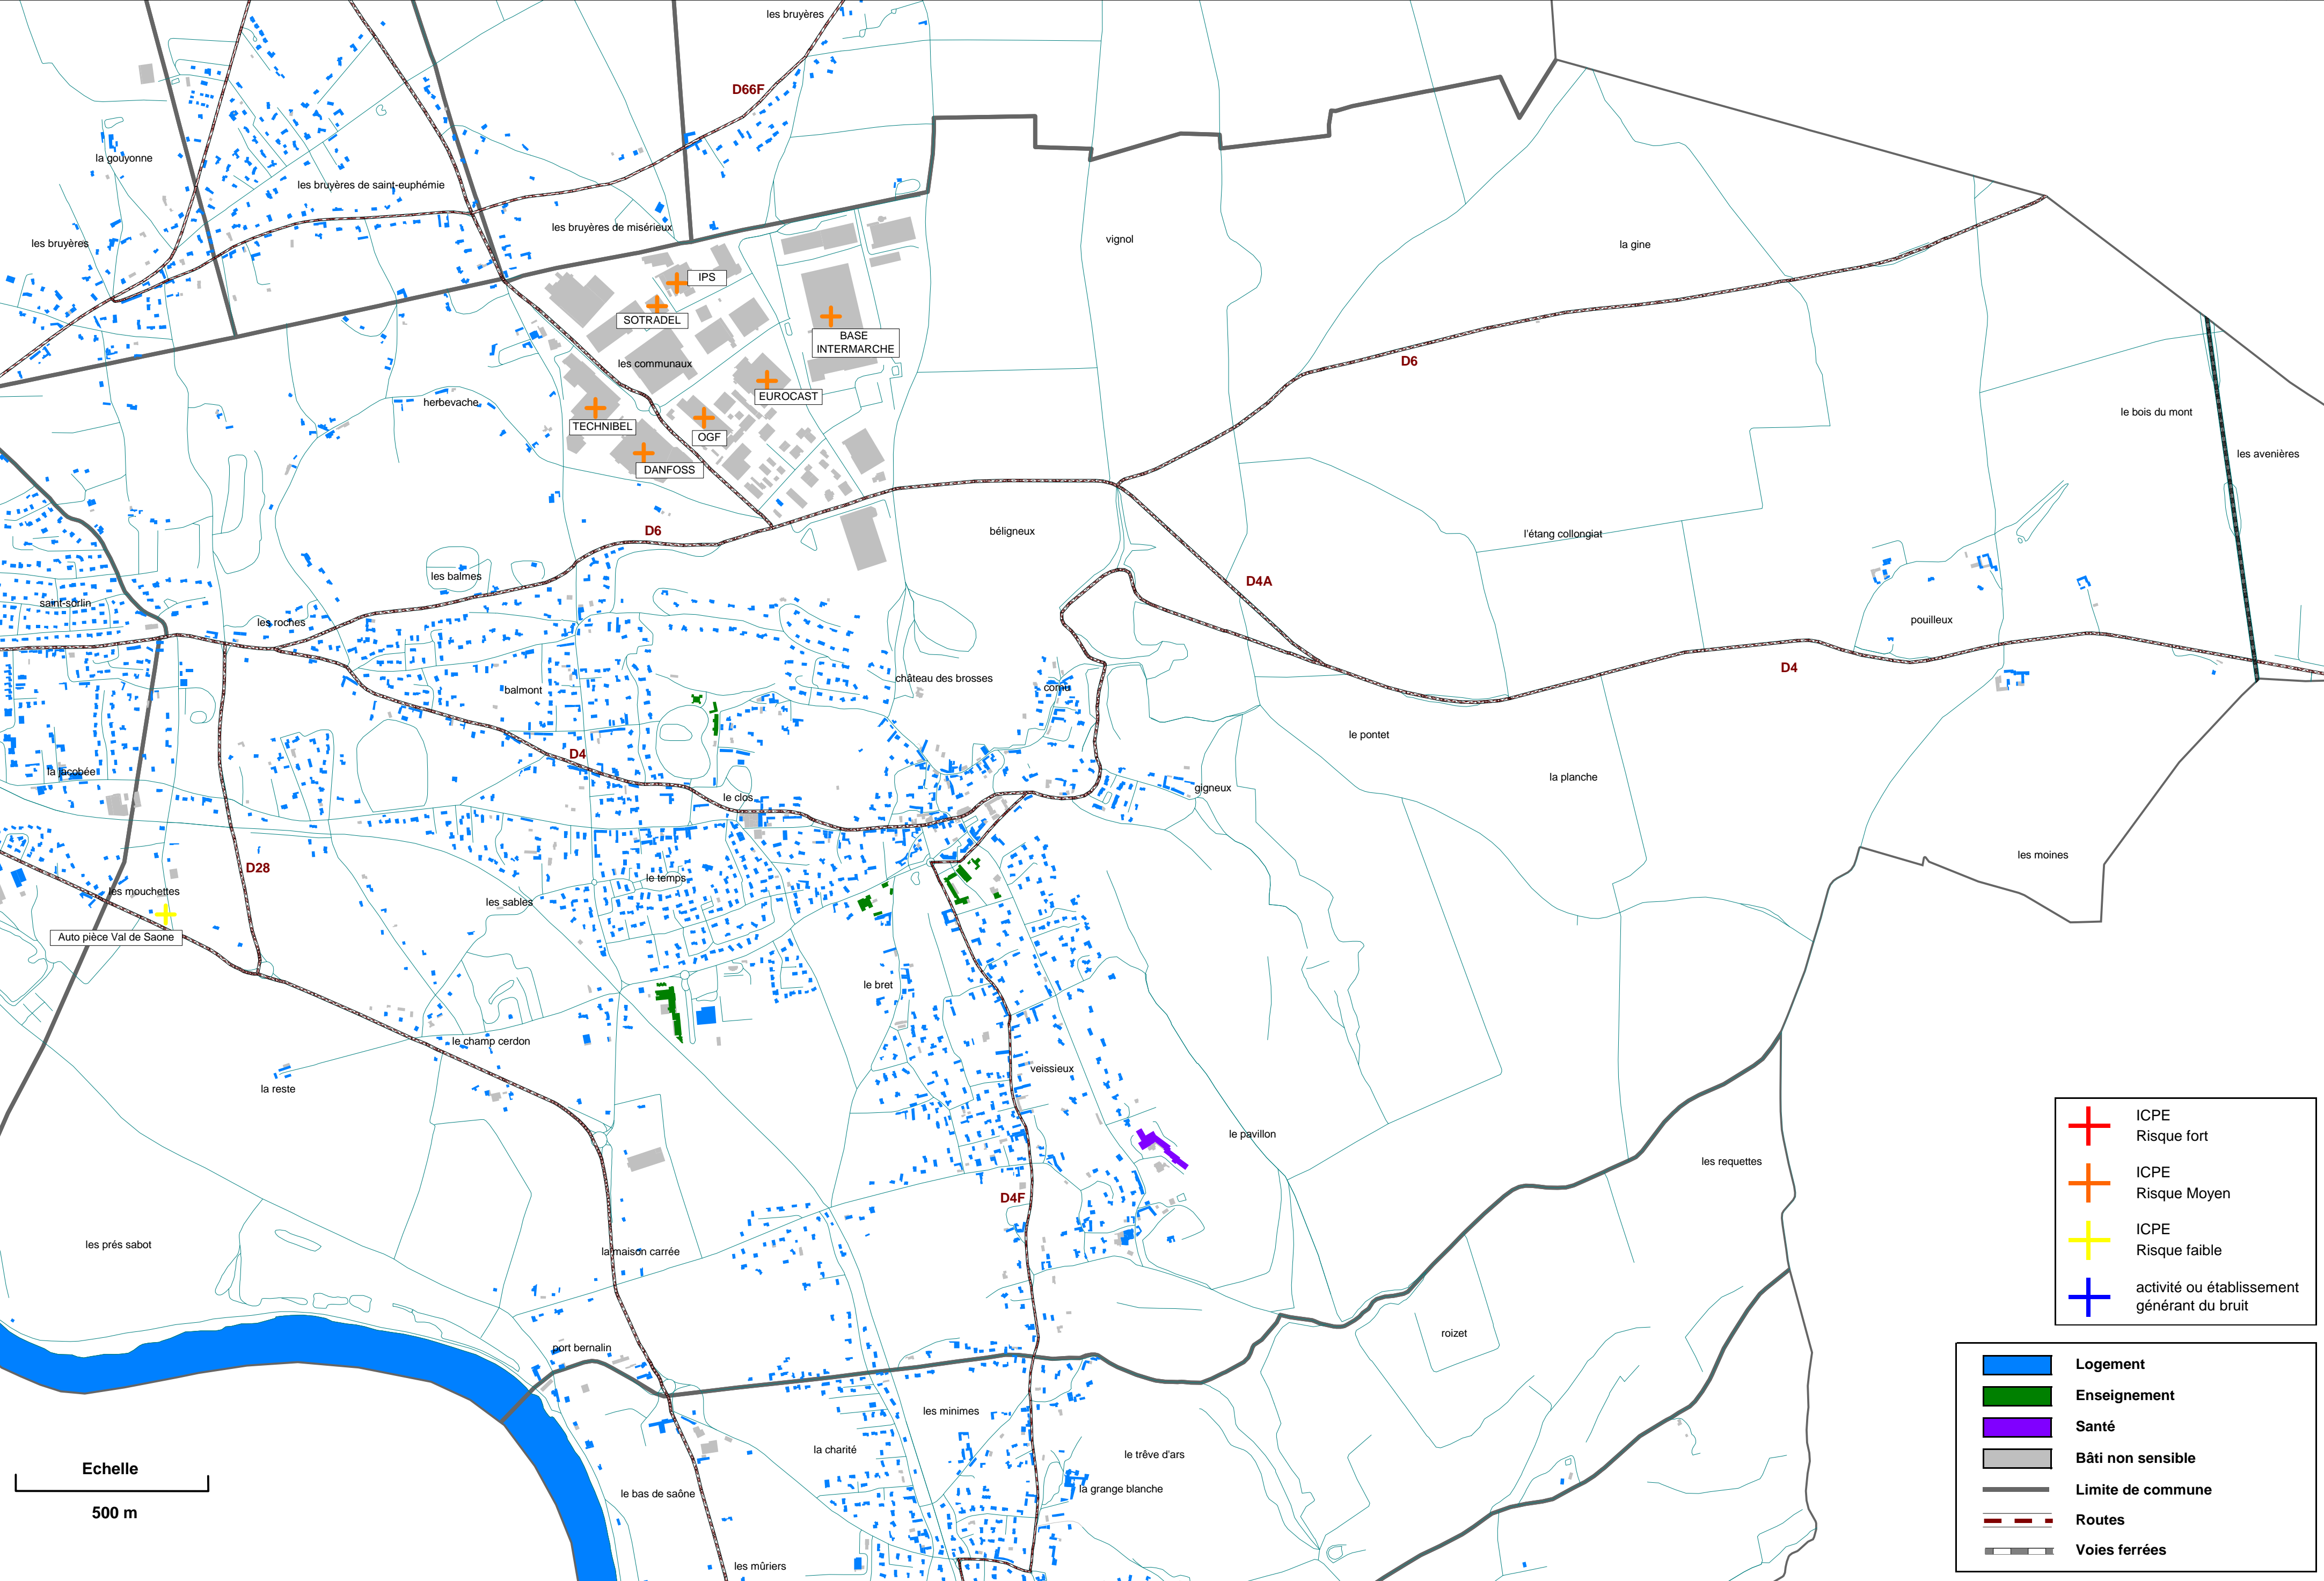 les bruyères
D66F
la gouyonne
les bruyères de saint-euphémie
les bruyères de misérieux
les bruyères
vignol
la gine
IPS
SOTRADEL
BASE
INTERMARCHE
les communaux
D6
EUROCAST
herbevache
TECHNIBEL
OGF
DANFOSS
le bois du mont
les avenières
D6
béligneux
l'étang collongiat
les balmes
D4A
saint-sorlin
les roches
pouilleux
D4
château des brosses
cornu
balmont
le pontet
D4
la jacobée
la planche
gigneux
le clos
les moines
D28
le temps
les mouchettes
les sables
Auto pièce Val de Saone
le bret
le champ cerdon
veissieux
la reste
le pavillon
les requettes
D4F
les prés sabot
la maison carrée
port bernalin
roizet
les minimes
la charité
le trêve d'ars
la grange blanche
le bas de saône
les mûriers
Echelle
500 m
ICPE
Risque fort
ICPE
Risque Moyen
ICPE
Risque faible
activité ou établissement
générant du bruit
Logement
Enseignement
Santé
Bâti non sensible
Limite de commune
Routes
Voies ferrées